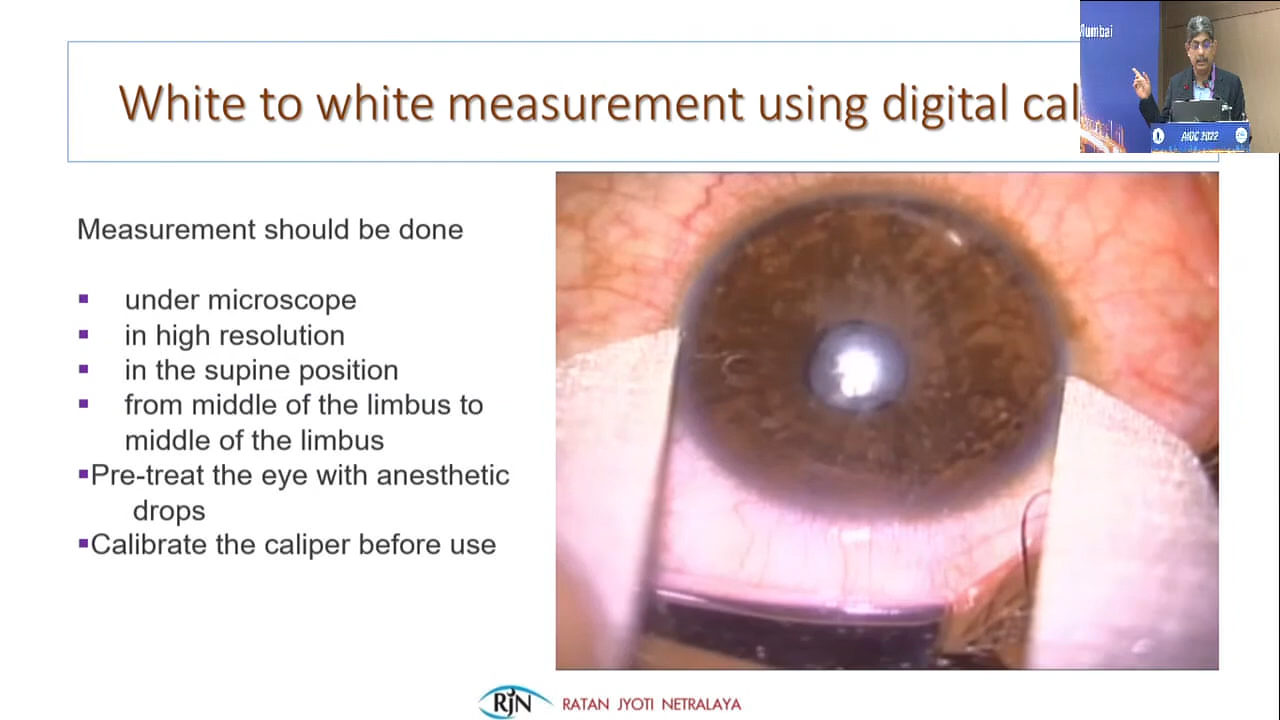 White to white measurement using digital cal
Mumbai
AIOC 2022
Measurement should be done
▪ under microscope
▪ in high resolution
▪ in the supine position
▪ from middle of the limbus to
middle of the limbus
▪Pre-treat the eye with anesthetic
drops
▪Calibrate the caliper before use
RJN RATAN JYOTI NETRALAYA